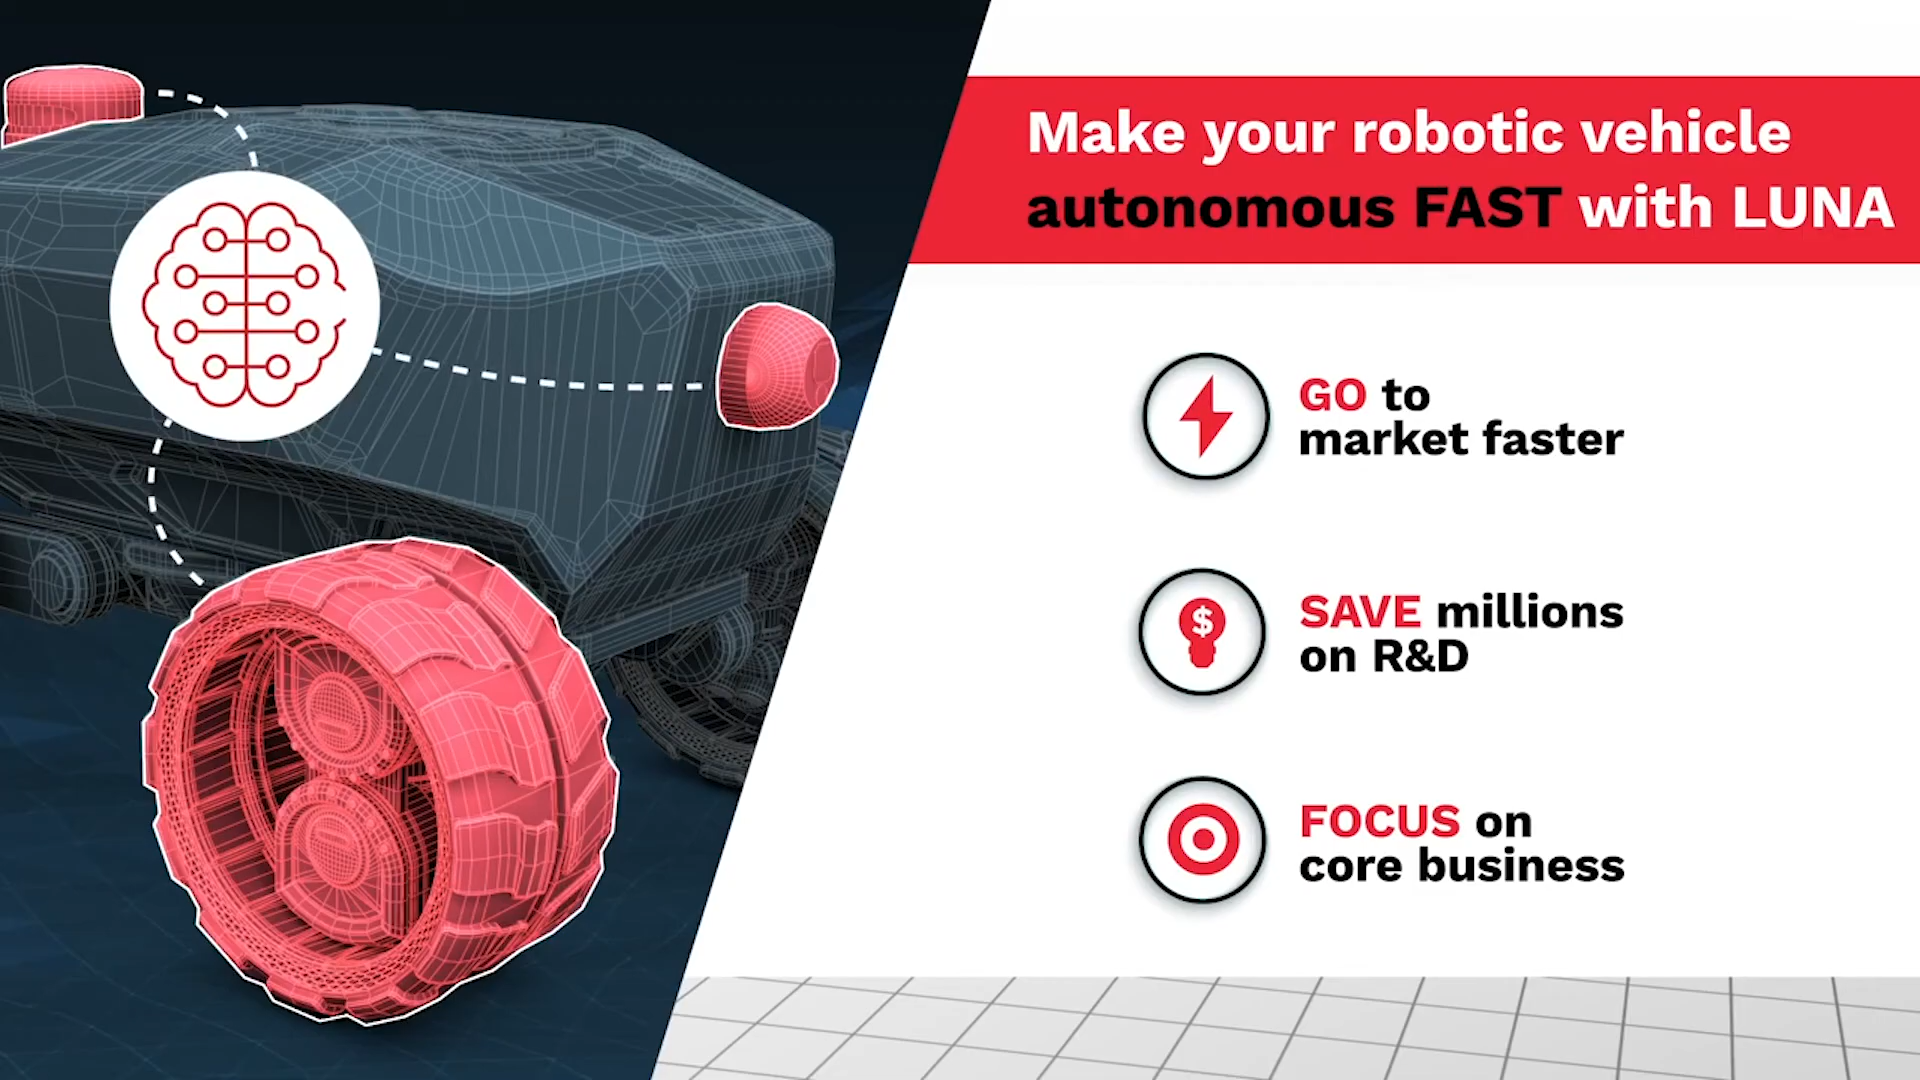 Make your robotic vehicle
autonomous FAST with LUNA
GO to
market faster
$
SAVE millions
on R&D
FOCUS on
core business